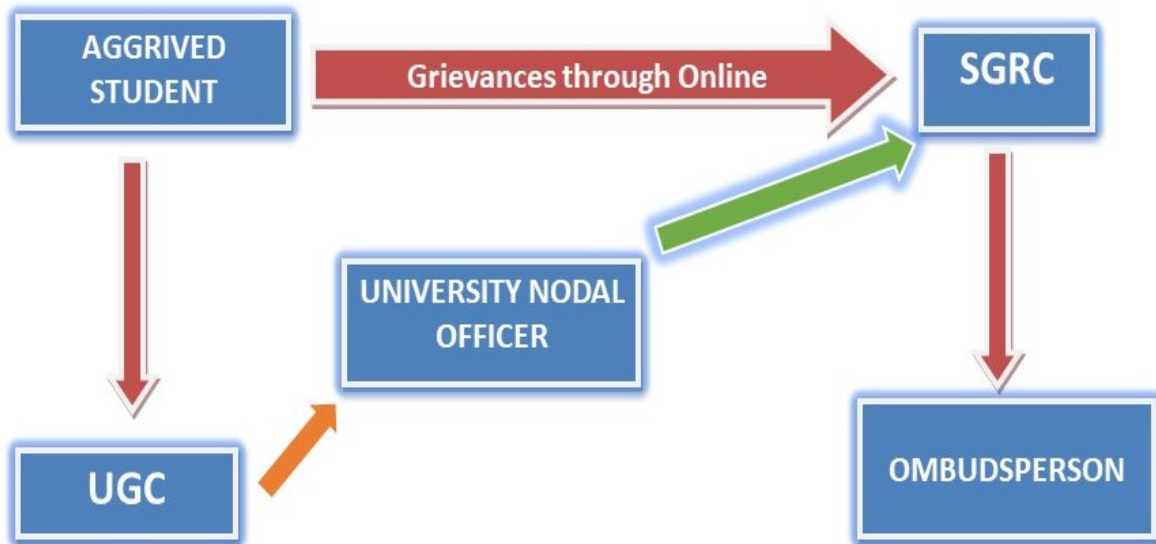 AGGRIVED
STUDENT
Grievances through Online
SGRC
UNIVERSITY NODAL
OFFICER
UGC
OMBUDSPERSON